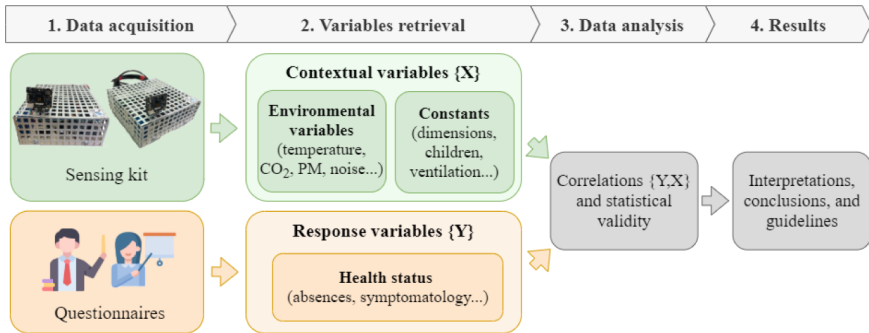 1. Data acquisition
2. Variables retrieval
3. Data analysis
4. Results
Sensing kit
Contextual variables {X}
Environmental
variables
(temperature,
CO₂, PM, noise...)
Constants
(dimensions,
children,
ventilation...)
Questionnaires
Response variables {Y}
Health status
(absences, symptomatology...)
Correlations {Y,X}
and statistical
validity
Interpretations,
conclusions, and
guidelines